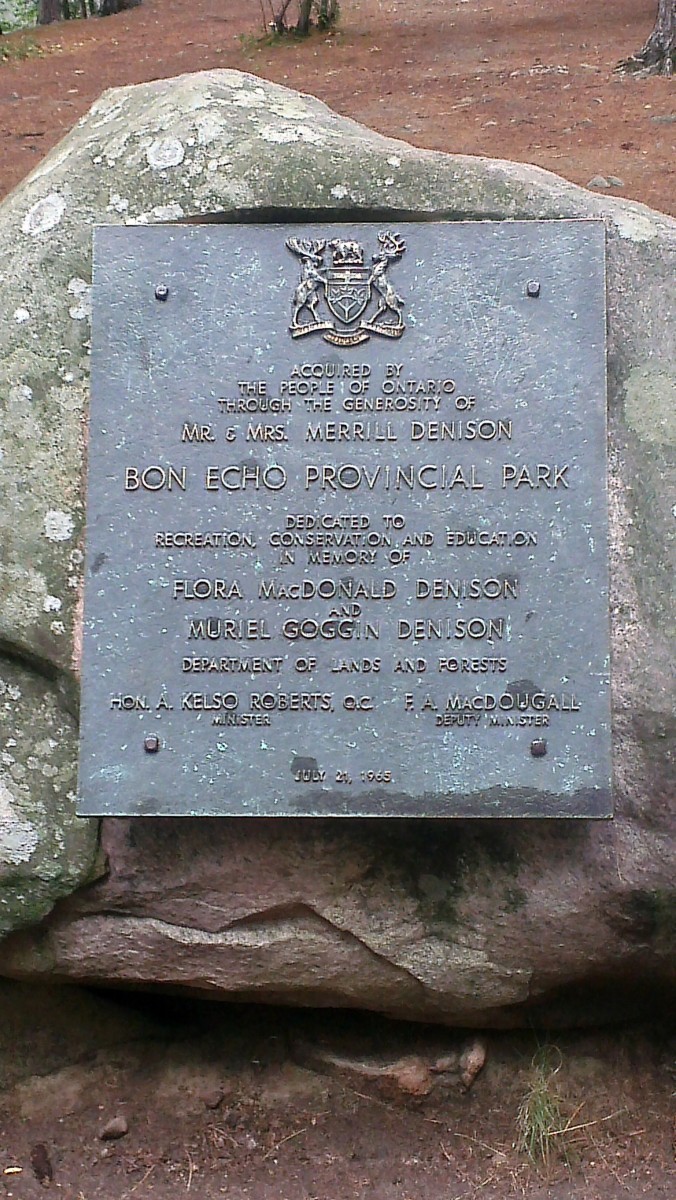 ACQUIRED BY
THE PEOPLE OF ONTARIO
THROUGH THE GENEROSITY OF
MR. & MRS. MERRILL DENISON
BON ECHO PROVINCIAL PARK
DEDICATED TO
RECREATION, CONSERVATION AND EDUCATION
IN MEMORY OF
FLORA MACDONALD DENISON
AND
MURIEL GOGGIN DENISON
DEPARTMENT OF LANDS AND FORESTS
HON. A. KELSO ROBERTS, Q.C. F. A. MACDOUGALL
MINISTER DEPUTY MINISTER
JULY 21, 1965